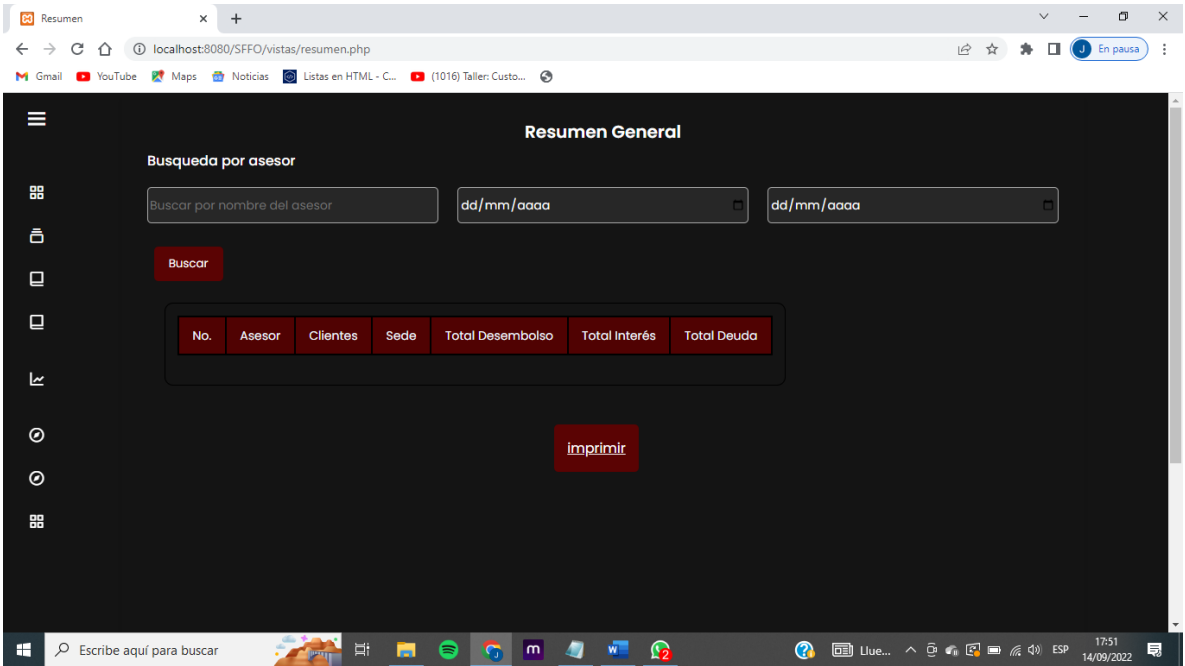 Resumen
localhost:8080/SFFO/vistas/resumen.php
J En pausa
Gmail YouTube Maps Noticias Listas en HTML - C... (1016) Taller: Custo...
Resumen General
Busqueda por asesor
Buscar por nombre del asesor dd/mm/aaaa dd/mm/aaaa
Buscar
No. Asesor Clientes Sede Total Desembolso Total Interés Total Deuda
imprimir
Escribe aquí para buscar J m W 2 Llue... ESP 17:51
14/09/2022